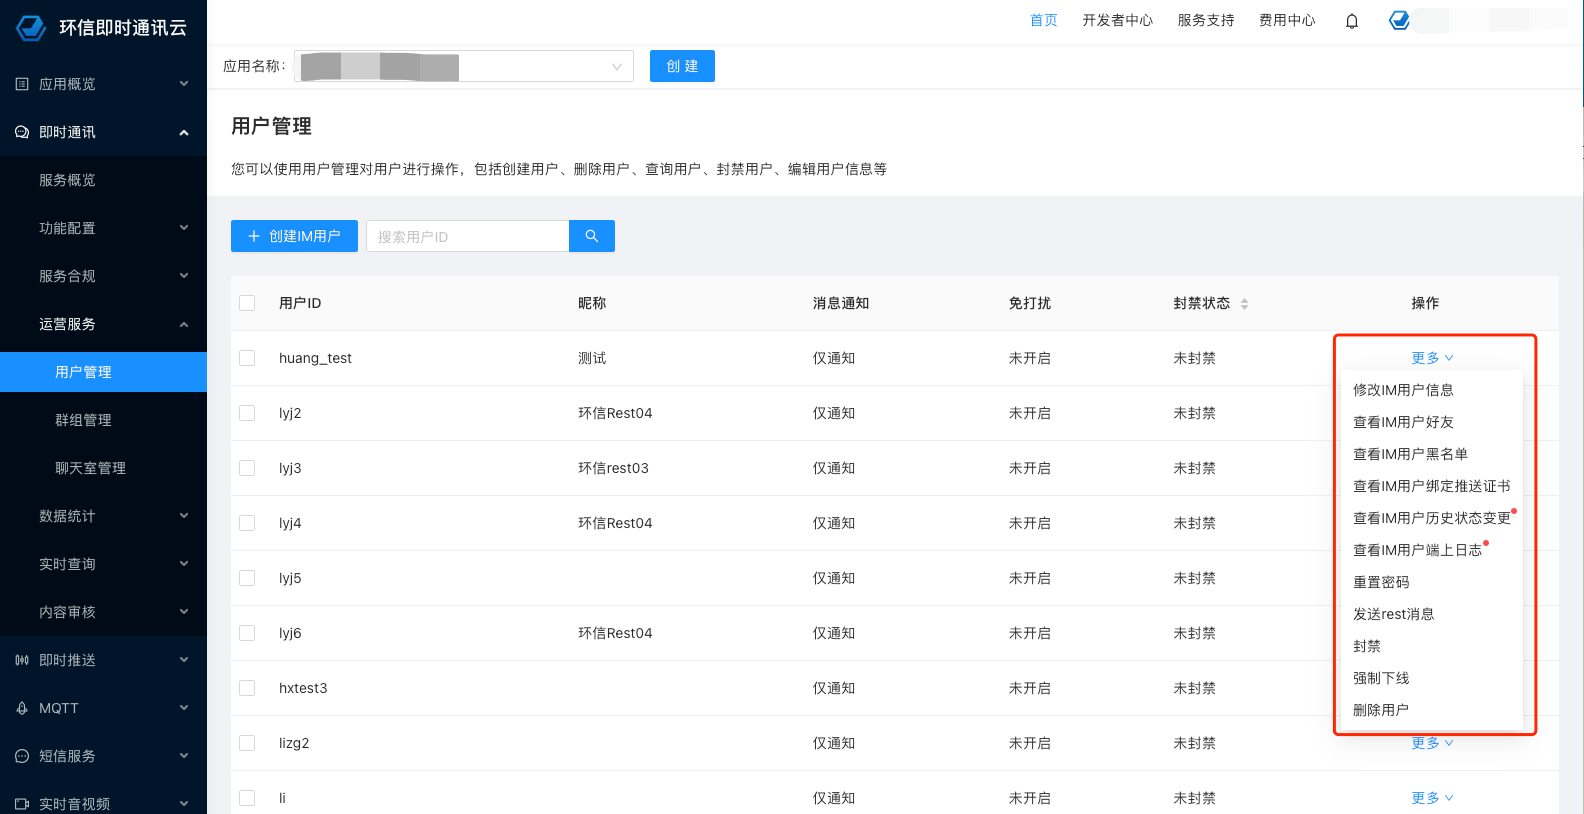 环信即时通讯云
首页 开发者中心 服务支持 费用中心
应用名称： 创 建
应用概览
即时通讯
服务概览
功能配置
服务合规
运营服务
用户管理
群组管理
聊天室管理
数据统计
实时查询
内容审核
即时推送
MQTT
短信服务
实时音视频
用户管理
您可以使用用户管理对用户进行操作，包括创建用户、删除用户、查询用户、封禁用户、编辑用户信息等
创建IM用户 搜索用户ID
用户ID 昵称 消息通知 免打扰 封禁状态 操作
huang_test 测试 仅通知 未开启 未封禁 更多
lyj2 环信Rest04 仅通知 未开启 未封禁
lyj3 环信rest03 仅通知 未开启 未封禁
lyj4 环信Rest04 仅通知 未开启 未封禁
lyj5 仅通知 未开启 未封禁
lyj6 环信Rest04 仅通知 未开启 未封禁
hxtest3 仅通知 未开启 未封禁
lizg2 仅通知 未开启 未封禁 更多
li 仅通知 未开启 未封禁 更多
修改IM用户信息
查看IM用户好友
查看IM用户黑名单
查看IM用户绑定推送证书
查看IM用户历史状态变更
查看IM用户端上日志
重置密码
发送rest消息
封禁
强制下线
删除用户